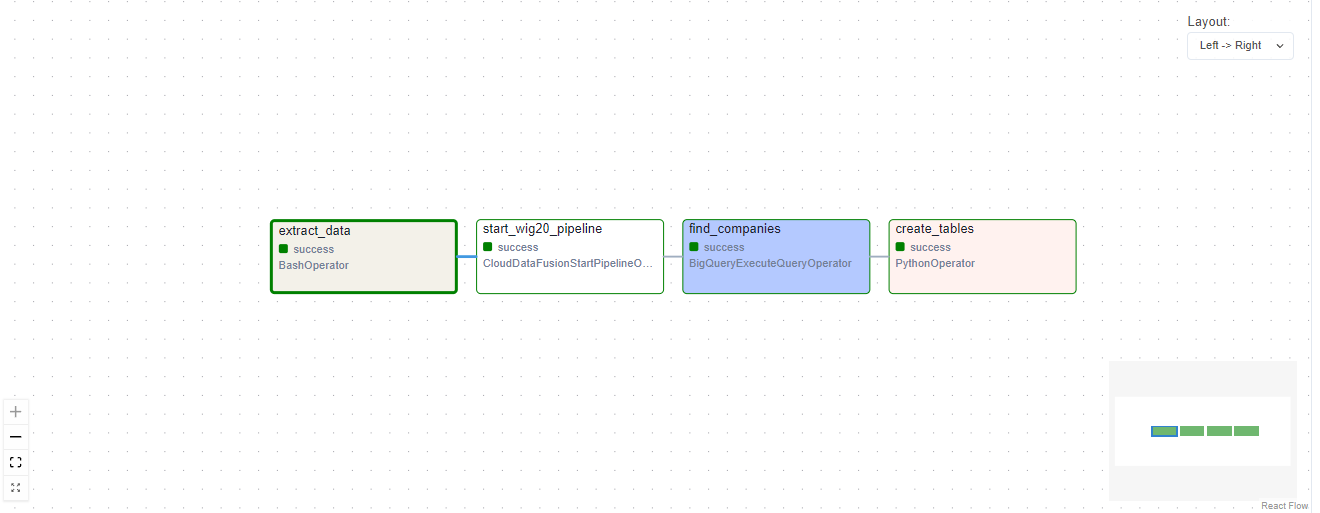 Layout:
Left -> Right
extract_data
success
BashOperator
start_wig20_pipeline
success
CloudDataFusionStartPipelineO...
find_companies
success
BigQueryExecuteQueryOperator
create_tables
success
PythonOperator
React Flow